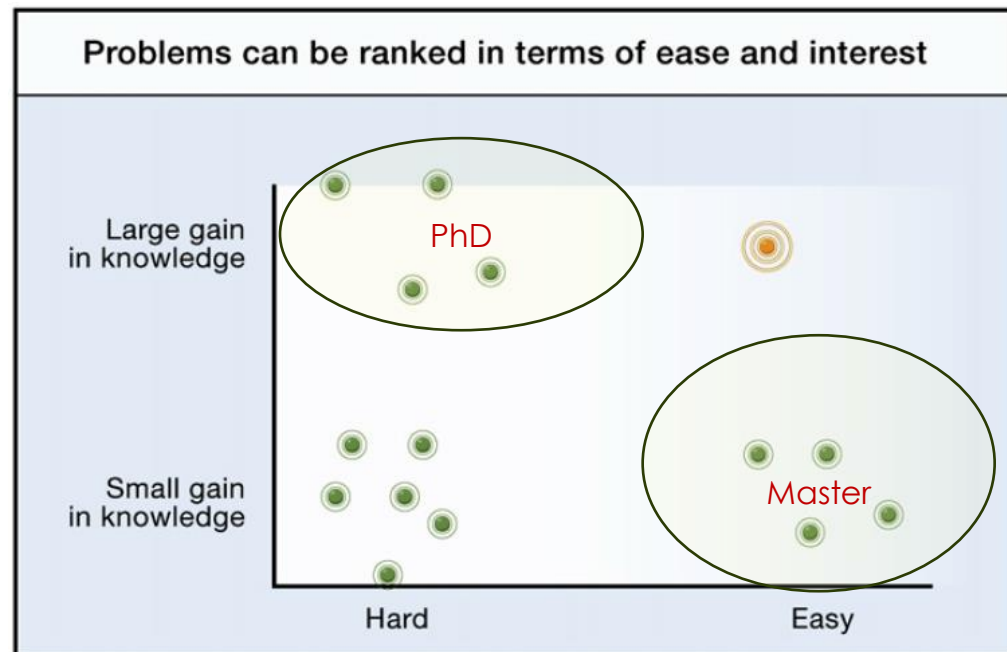 Problems can be ranked in terms of ease and interest
Large gain
in knowledge
PhD
Small gain
in knowledge
Master
Hard
Easy